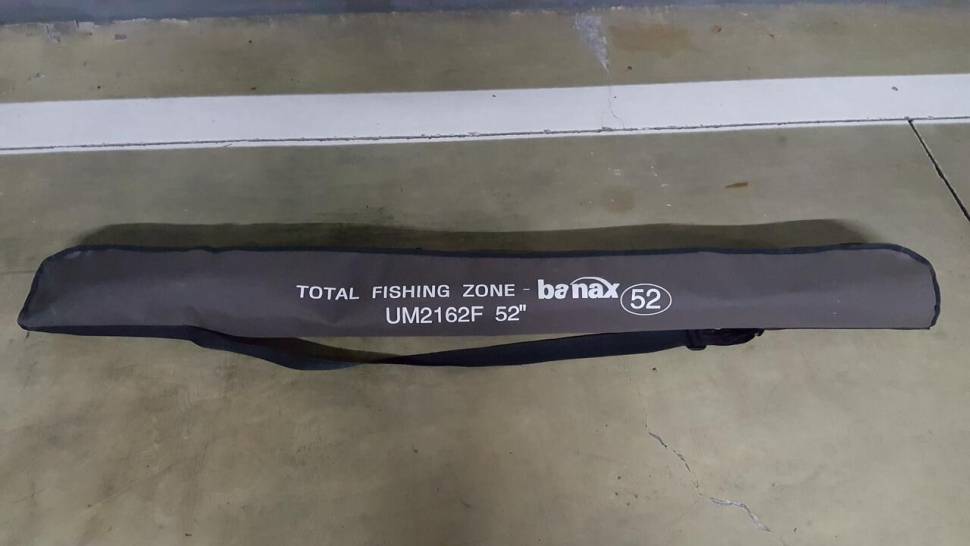 TOTAL FISHING ZONE - banax 52
UM2162F 52"